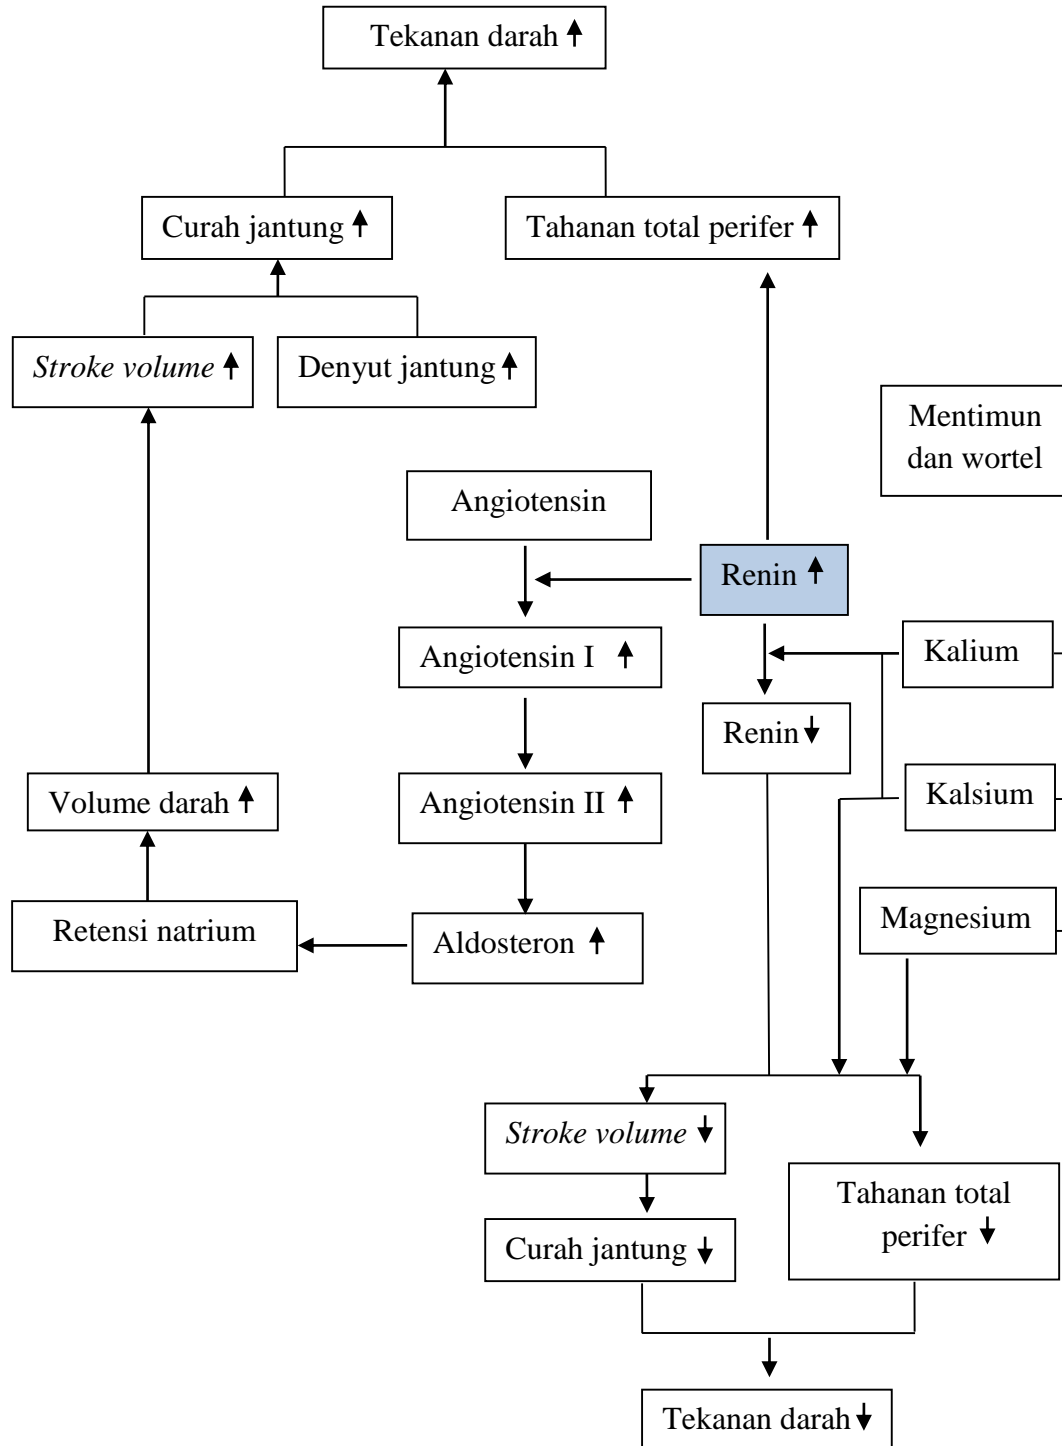 Tekanan darah
Curah jantung
Tahanan total perifer
Stroke volume
Denyut jantung
Mentimun
dan wortel
Angiotensin
Renin
Angiotensin I
Kalium
Renin
Volume darah
Angiotensin II
Kalsium
Retensi natrium
Aldosteron
Magnesium
Stroke volume
Tahanan total
perifer
Curah jantung
Tekanan darah